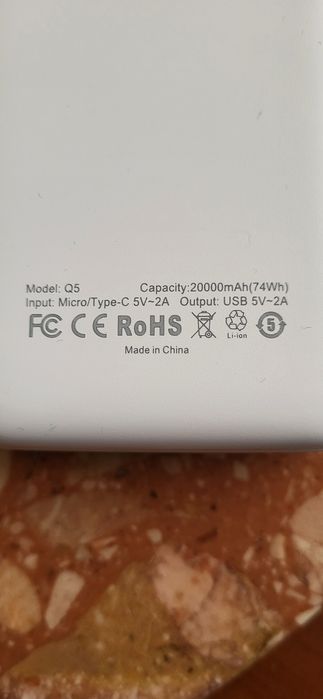 Model: Q5 Capacity:20000mAh(74Wh)
Input: Micro/Type-C 5V~2A Output: USB 5V~2A
FC CE RoHS 5
Li-ion
Made in China